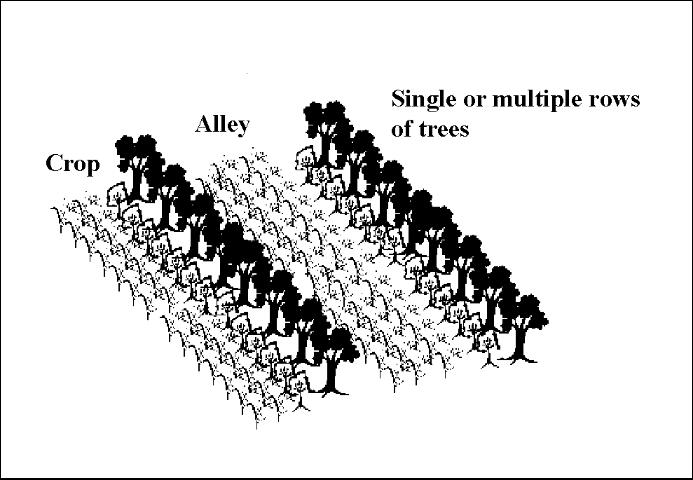 Single or multiple rows
of trees
Alley
Crop